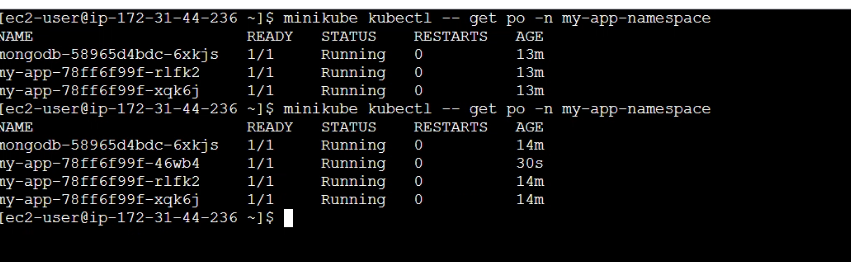 [ec2-user@ip-172-31-44-236 ~]$ minikube kubectl -- get po -n my-app-namespace
NAME                        READY   STATUS    RESTARTS   AGE
mongodb-58965d4bdc-6xkjs   1/1     Running   0          13m
my-app-78ff6f99f-rlfk2     1/1     Running   0          13m
my-app-78ff6f99f-xqk6j     1/1     Running   0          13m
[ec2-user@ip-172-31-44-236 ~]$ minikube kubectl -- get po -n my-app-namespace
NAME                        READY   STATUS    RESTARTS   AGE
mongodb-58965d4bdc-6xkjs   1/1     Running   0          14m
my-app-78ff6f99f-46wb4     1/1     Running   0          30s
my-app-78ff6f99f-rlfk2     1/1     Running   0          14m
my-app-78ff6f99f-xqk6j     1/1     Running   0          14m
[ec2-user@ip-172-31-44-236 ~]$